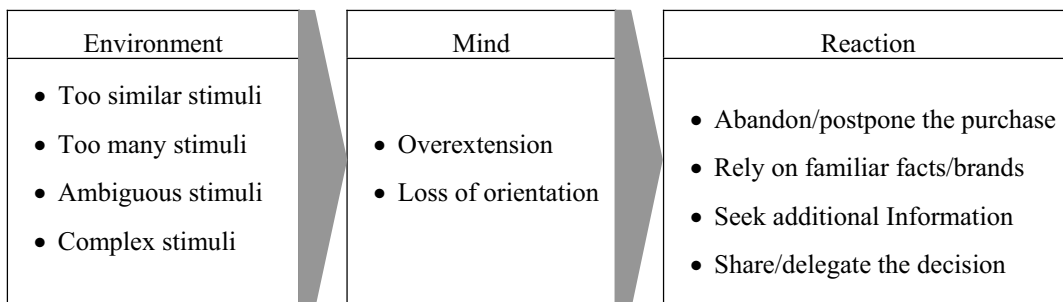 Environment
• Too similar stimuli
• Too many stimuli
• Ambiguous stimuli
• Complex stimuli
Mind
• Overextension
• Loss of orientation
Reaction
• Abandon/postpone the purchase
• Rely on familiar facts/brands
• Seek additional Information
• Share/delegate the decision